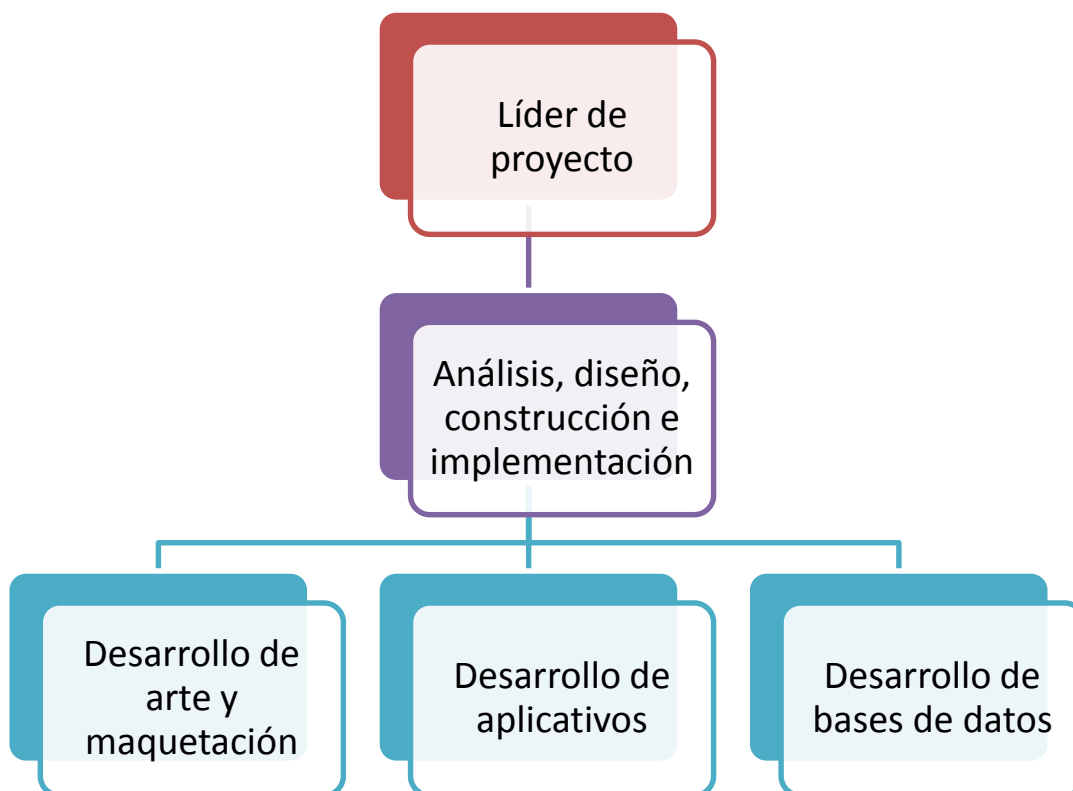 Líder de
proyecto
Análisis, diseño,
construcción e
implementación
Desarrollo de
arte y
maquetación
Desarrollo de
aplicativos
Desarrollo de
bases de datos